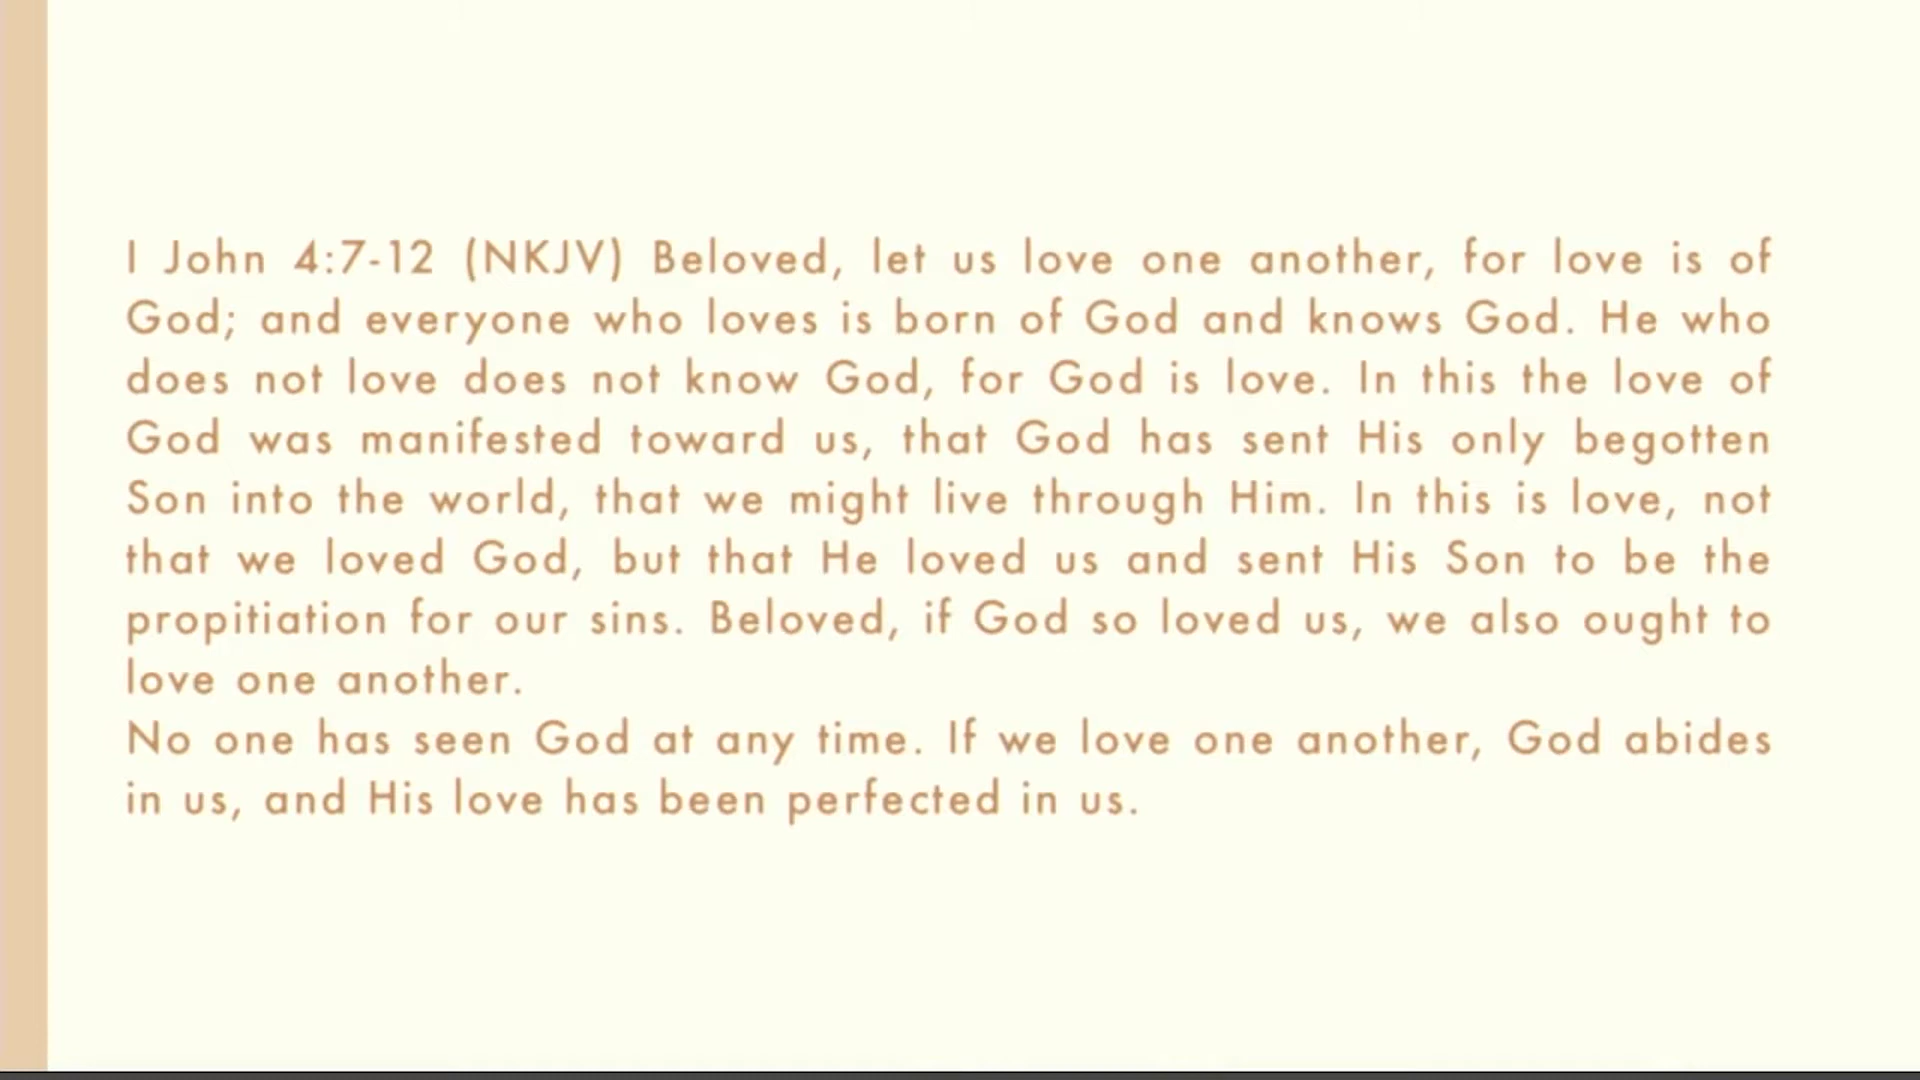 I John 4:7-12 (NKJV) Beloved, let us love one another, for love is of
God; and everyone who loves is born of God and knows God. He who
does not love does not know God, for God is love. In this the love of
God was manifested toward us, that God has sent His only begotten
Son into the world, that we might live through Him. In this is love, not
that we loved God, but that He loved us and sent His Son to be the
propitiation for our sins. Beloved, if God so loved us, we also ought to
love one another.
No one has seen God at any time. If we love one another, God abides
in us, and His love has been perfected in us.